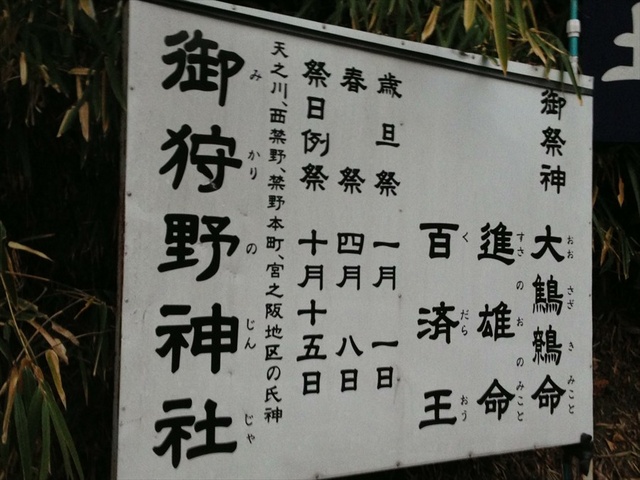 御祭神
大鷦鷯命
おおさざきみこと
進雄命
すさのおのみこと
百済王
くだらおう
歳旦祭 一月 一日
春祭 四月 八日
祭日例祭 十月十五日
天之川、西禁野、禁野本町、宮之阪地区の氏神
御狩野神社
みかりのじんじゃ